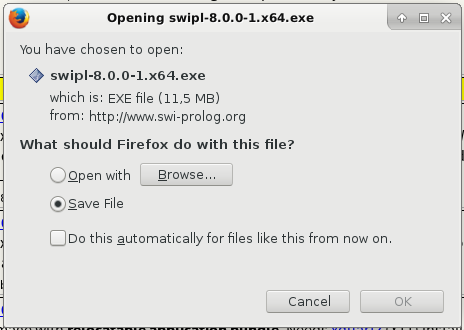 Opening swipl-8.0.0-1.x64.exe
You have chosen to open:
swipl-8.0.0-1.x64.exe
which is: EXE file (11,5 MB)
from: http://www.swi-prolog.org
What should Firefox do with this file?
Open with Browse...
Save File
Do this automatically for files like this from now on.
Cancel OK